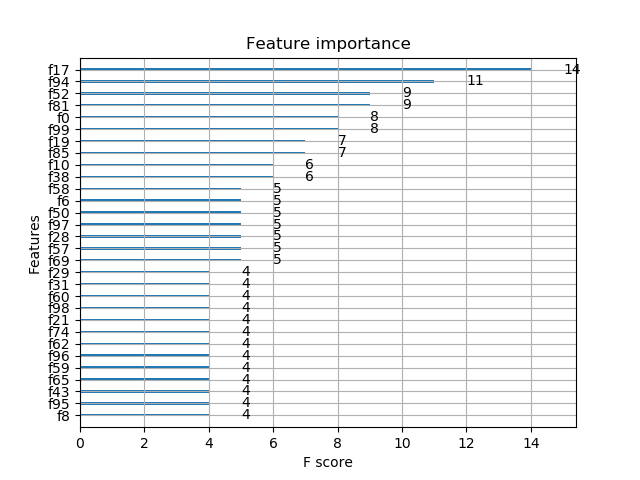 Feature importance
f17 14
f94 11
f52 9
f81 9
f0 8
f99 8
f19 7
f85 7
f10 6
f38 6
f58 5
f6 5
f50 5
f97 5
f28 5
f57 5
f69 5
f29 4
f31 4
f60 4
f98 4
f21 4
f74 4
f62 4
f96 4
f59 4
f65 4
f43 4
f95 4
f8 4
Features
0 2 4 6 8 10 12 14
F score